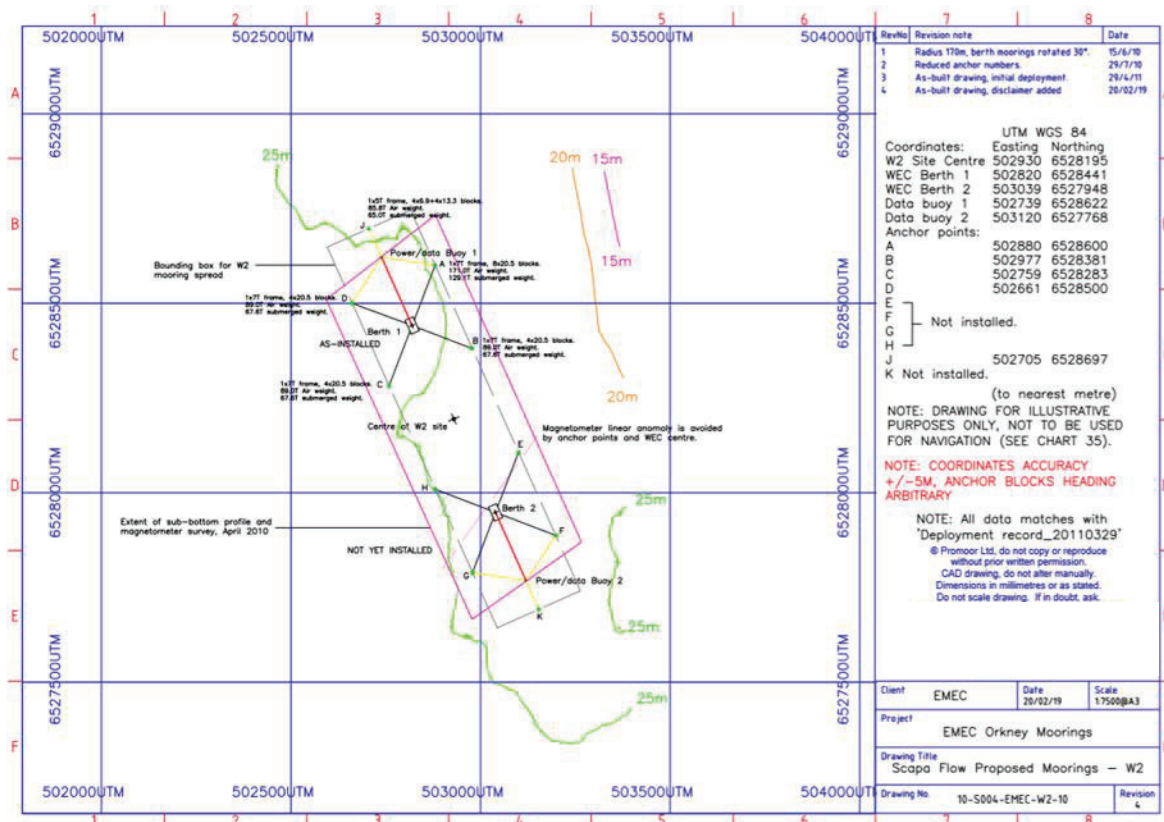 1 2 3 4 5 6 7 8
502000UTM 502500UTM 503000UTM 503500UTM 504000UTM
A
B
C
D
E
F
6529000UTM
6528500UTM
6528000UTM
6527500UTM
25m
20m
15m
15m
20m
1x5T frame, 4x6.9+4x13.3 blocks.
85.8T Air weight.
65.0T submerged weight.
J
Bounding box for W2
mooring spread
Power/data Buoy 1
A
1x7T frame, 8x20.5 blocks.
171.0T Air weight.
129.1T submerged weight.
1x7T frame, 4x20.5 blocks.
89.0T Air weight.
67.6T submerged weight.
D
Berth 1
AS-INSTALLED
B
1x7T frame, 4x20.5 blocks.
89.0T Air weight.
67.6T submerged weight.
1x7T frame, 4x20.5 blocks.
89.0T Air weight.
67.6T submerged weight.
C
Centre of W2 site
Magnetometer linear anomoly is avoided
by anchor points and WEC centre.
E
H
Berth 2
Extent of sub-bottom profile and
magnetometer survey, April 2010
NOT YET INSTALLED
F
G
Power/data Buoy 2
K
25m
25m
25m
6529000UTM
6528500UTM
6528000UTM
6527500UTM
502000UTM 502500UTM 503000UTM 503500UTM 504000UTM
1 2 3 4 5 6 7 8
RevNo Revision note Date
1 Radius 170m, berth moorings rotated 30°. 15/6/10
2 Reduced anchor numbers. 29/7/10
3 As-built drawing, initial deployment. 29/4/11
4 As-built drawing, disclaimer added 20/02/19
UTM WGS 84
Coordinates: Easting Northing
W2 Site Centre 502930 6528195
WEC Berth 1 502820 6528441
WEC Berth 2 503039 6527948
Data buoy 1 502739 6528622
Data buoy 2 503120 6527768
Anchor points:
A 502880 6528600
B 502977 6528381
C 502759 6528283
D 502661 6528500
E
F
G
H
Not installed.
J 502705 6528697
K Not installed.
(to nearest metre)
NOTE: DRAWING FOR ILLUSTRATIVE
PURPOSES ONLY, NOT TO BE USED
FOR NAVIGATION (SEE CHART 35).
NOTE: COORDINATES ACCURACY
+/-5M, ANCHOR BLOCKS HEADING
ARBITRARY
NOTE: All data matches with
"Deployment record_20110329"
© Promoor Ltd, do not copy or reproduce
without prior written permission.
CAD drawing, do not alter manually.
Dimensions in millimetres or as stated.
Do not scale drawing. If in doubt, ask.
Client EMEC
Date 20/02/19
Scale 1:7500@A3
Project
EMEC Orkney Moorings
Drawing Title
Scapa Flow Proposed Moorings - W2
Drawing No. 10-S004-EMEC-W2-10
Revision 4